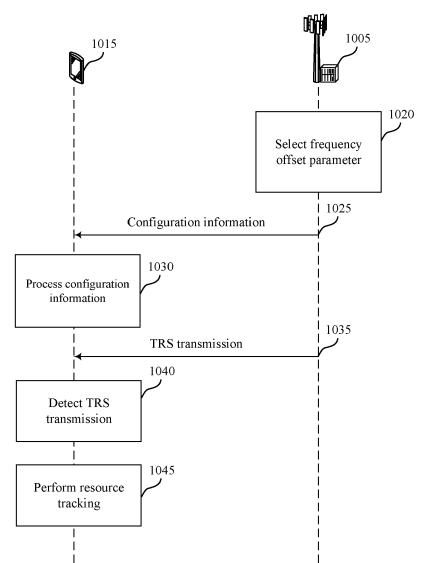 1015
1005
1020
Select frequency
offset parameter
1025
Configuration information
1030
Process configuration
information
1035
TRS transmission
1040
Detect TRS
transmission
1045
Perform resource
tracking